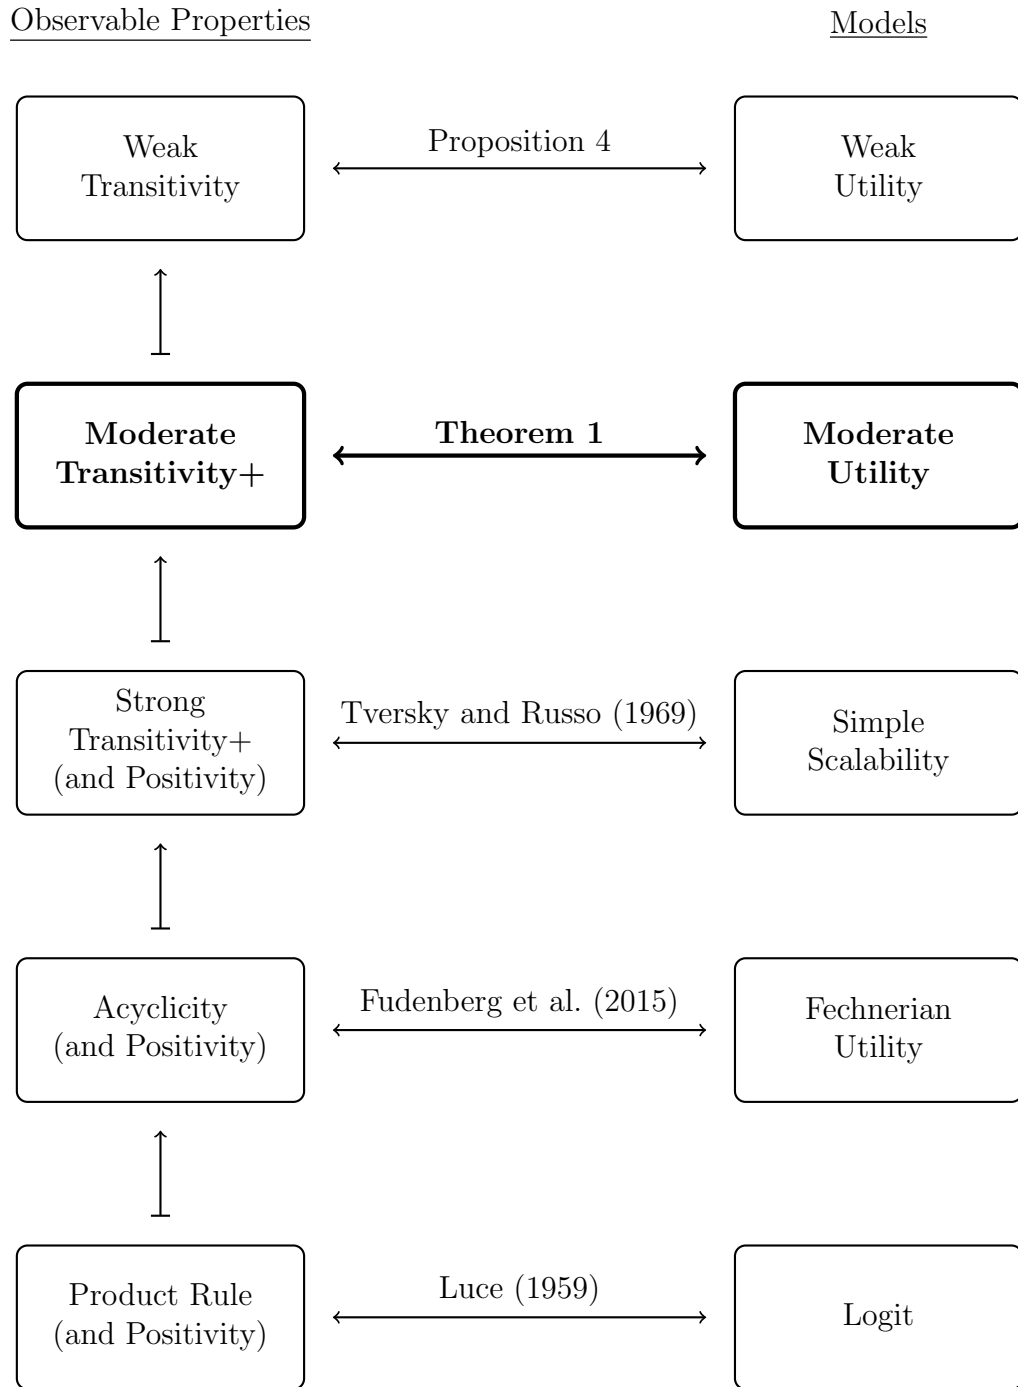 Observable Properties
Models
Weak
Transitivity
Proposition 4
Weak
Utility
Moderate
Transitivity+
Theorem 1
Moderate
Utility
Strong
Transitivity+
(and Positivity)
Tversky and Russo (1969)
Simple
Scalability
Acyclicity
(and Positivity)
Fudenberg et al. (2015)
Fechnerian
Utility
Product Rule
(and Positivity)
Luce (1959)
Logit